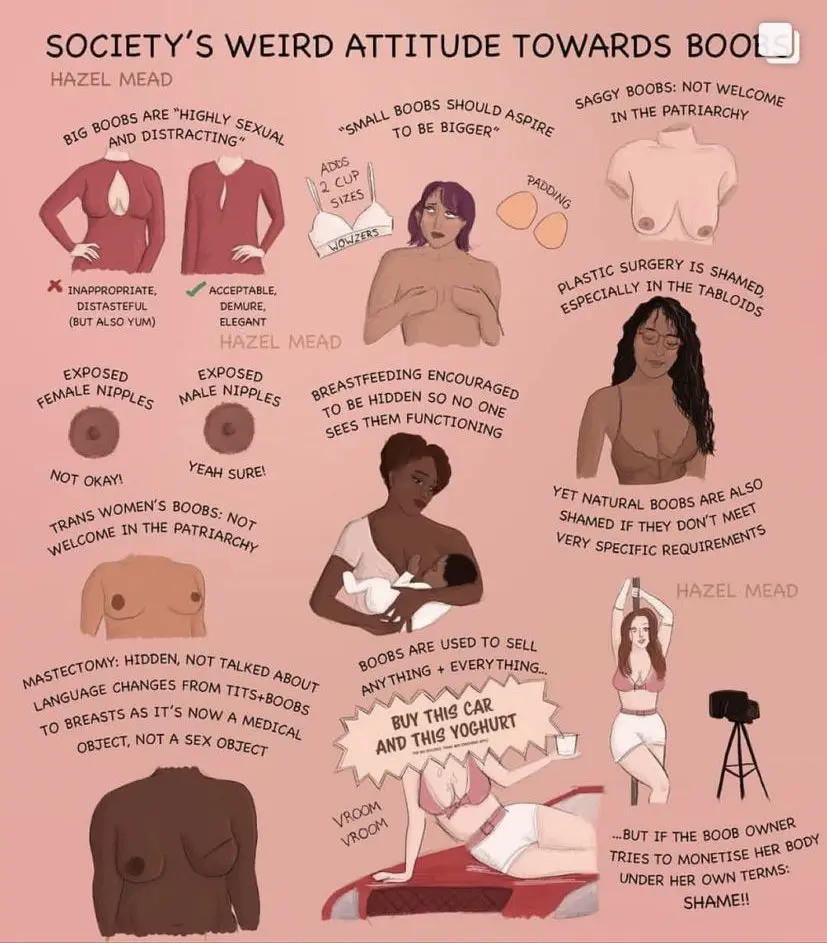 SOCIETY'S WEIRD ATTITUDE TOWARDS BOOBS
HAZEL MEAD
BIG BOOBS ARE "HIGHLY SEXUAL
AND DISTRACTING"
INAPPROPRIATE,
DISTASTEFUL
(BUT ALSO YUM)
ACCEPTABLE,
DEMURE,
ELEGANT
"SMALL BOOBS SHOULD ASPIRE
TO BE BIGGER"
ADDS
2 CUP
SIZES
WOWZERS
PADDING
SAGGY BOOBS: NOT WELCOME
IN THE PATRIARCHY
PLASTIC SURGERY IS SHAMED,
ESPECIALLY IN THE TABLOIDS
HAZEL MEAD
EXPOSED
FEMALE NIPPLES
NOT OKAY!
EXPOSED
MALE NIPPLES
YEAH SURE!
BREASTFEEDING ENCOURAGED
TO BE HIDDEN SO NO ONE
SEES THEM FUNCTIONING
YET NATURAL BOOBS ARE ALSO
SHAMED IF THEY DON'T MEET
VERY SPECIFIC REQUIREMENTS
TRANS WOMEN'S BOOBS: NOT
WELCOME IN THE PATRIARCHY
HAZEL MEAD
MASTECTOMY: HIDDEN, NOT TALKED ABOUT
LANGUAGE CHANGES FROM TITS+BOOBS
TO BREASTS AS IT'S NOW A MEDICAL
OBJECT, NOT A SEX OBJECT
BOOBS ARE USED TO SELL
ANYTHING + EVERYTHING...
BUY THIS CAR
AND THIS YOGHURT
VROOM
VROOM
...BUT IF THE BOOB OWNER
TRIES TO MONETISE HER BODY
UNDER HER OWN TERMS:
SHAME!!